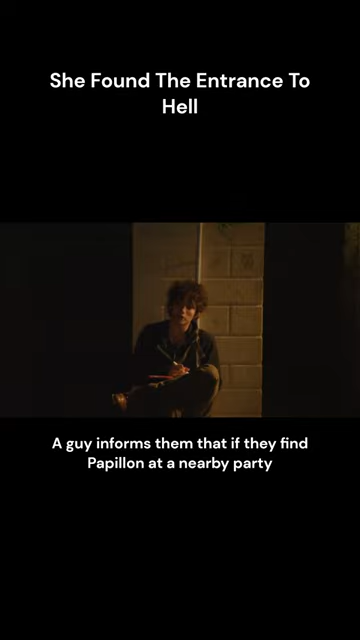 She Found The Entrance To
Hell
A guy informs them that if they find
Papillon at a nearby party